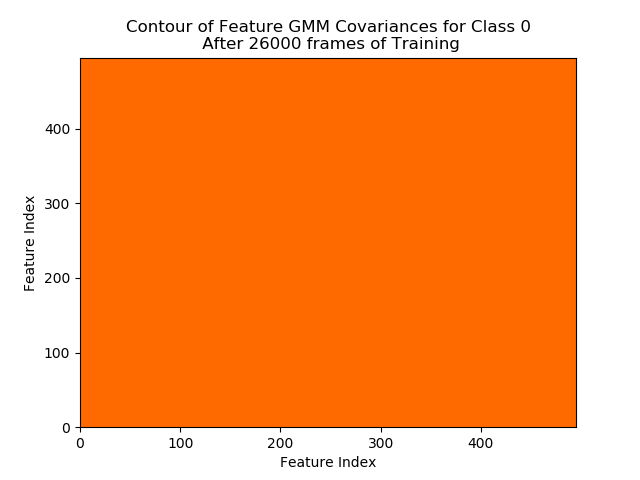 Contour of Feature GMM Covariances for Class 0
After 26000 frames of Training
400
300
200
100
0
Feature Index
0 100 200 300 400
Feature Index